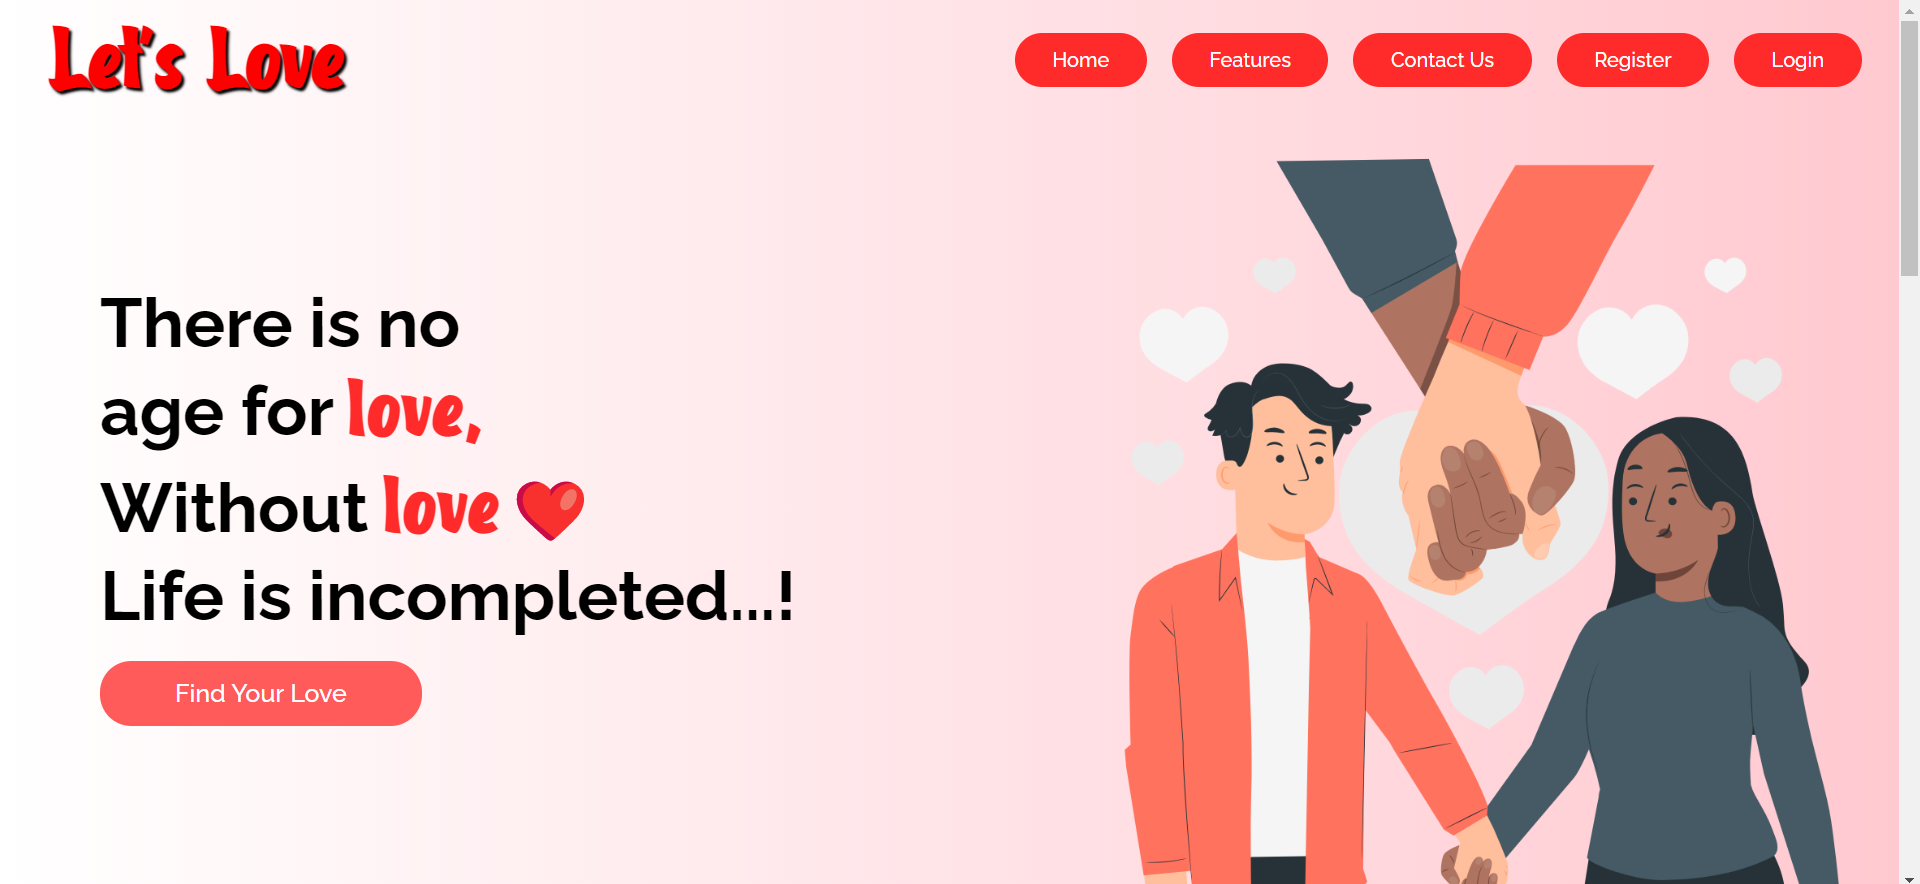 Let's Love
Home
Features
Contact Us
Register
Login
There is no
age for love,
Without love
Life is incompleted...!
Find Your Love